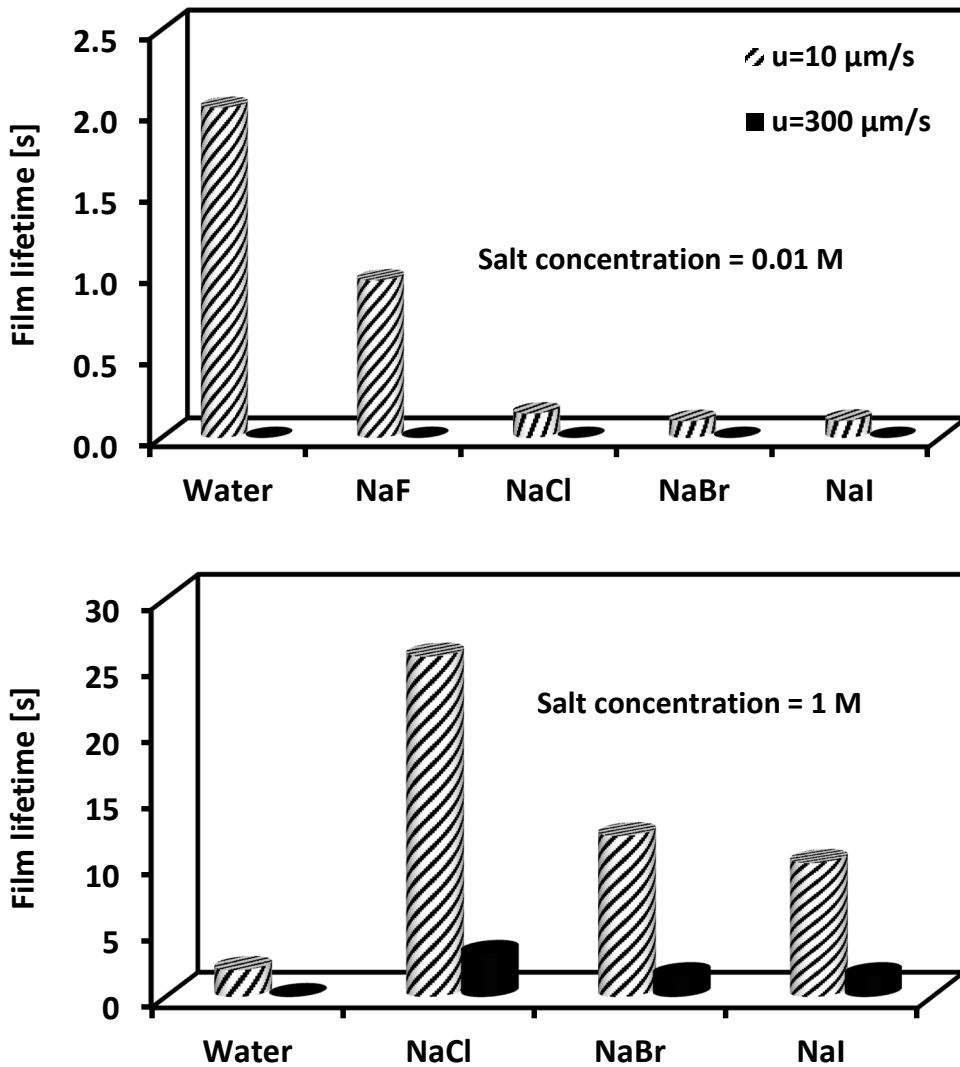 2.5
u=10 µm/s
2.0
u=300 µm/s
1.5
Salt concentration = 0.01 M
1.0
0.5
0.0
Film lifetime [s]
Water NaF NaCl NaBr NaI
30
25
Salt concentration = 1 M
20
15
10
5
0
Film lifetime [s]
Water NaCl NaBr NaI